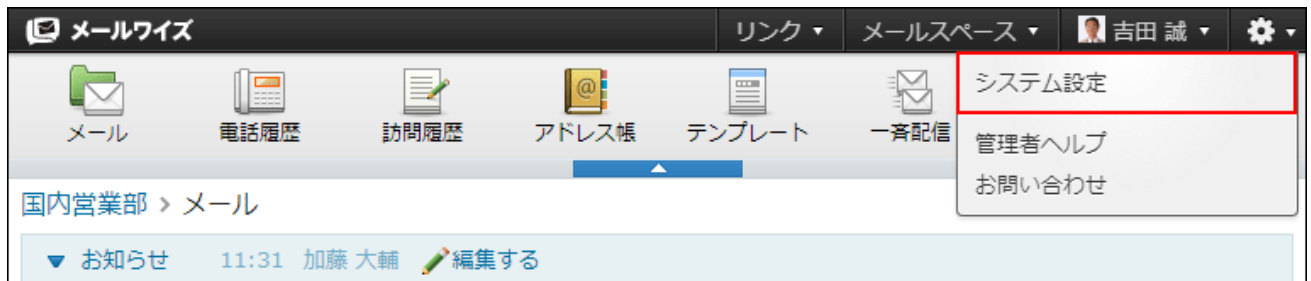 メールワイズ リンク メールスペース 吉田 誠
システム設定
メール 電話履歴 訪問履歴 アドレス帳 テンプレート 一斉配信
管理者ヘルプ
お問い合わせ
国内営業部 > メール
お知らせ 11:31 加藤 大輔 編集する